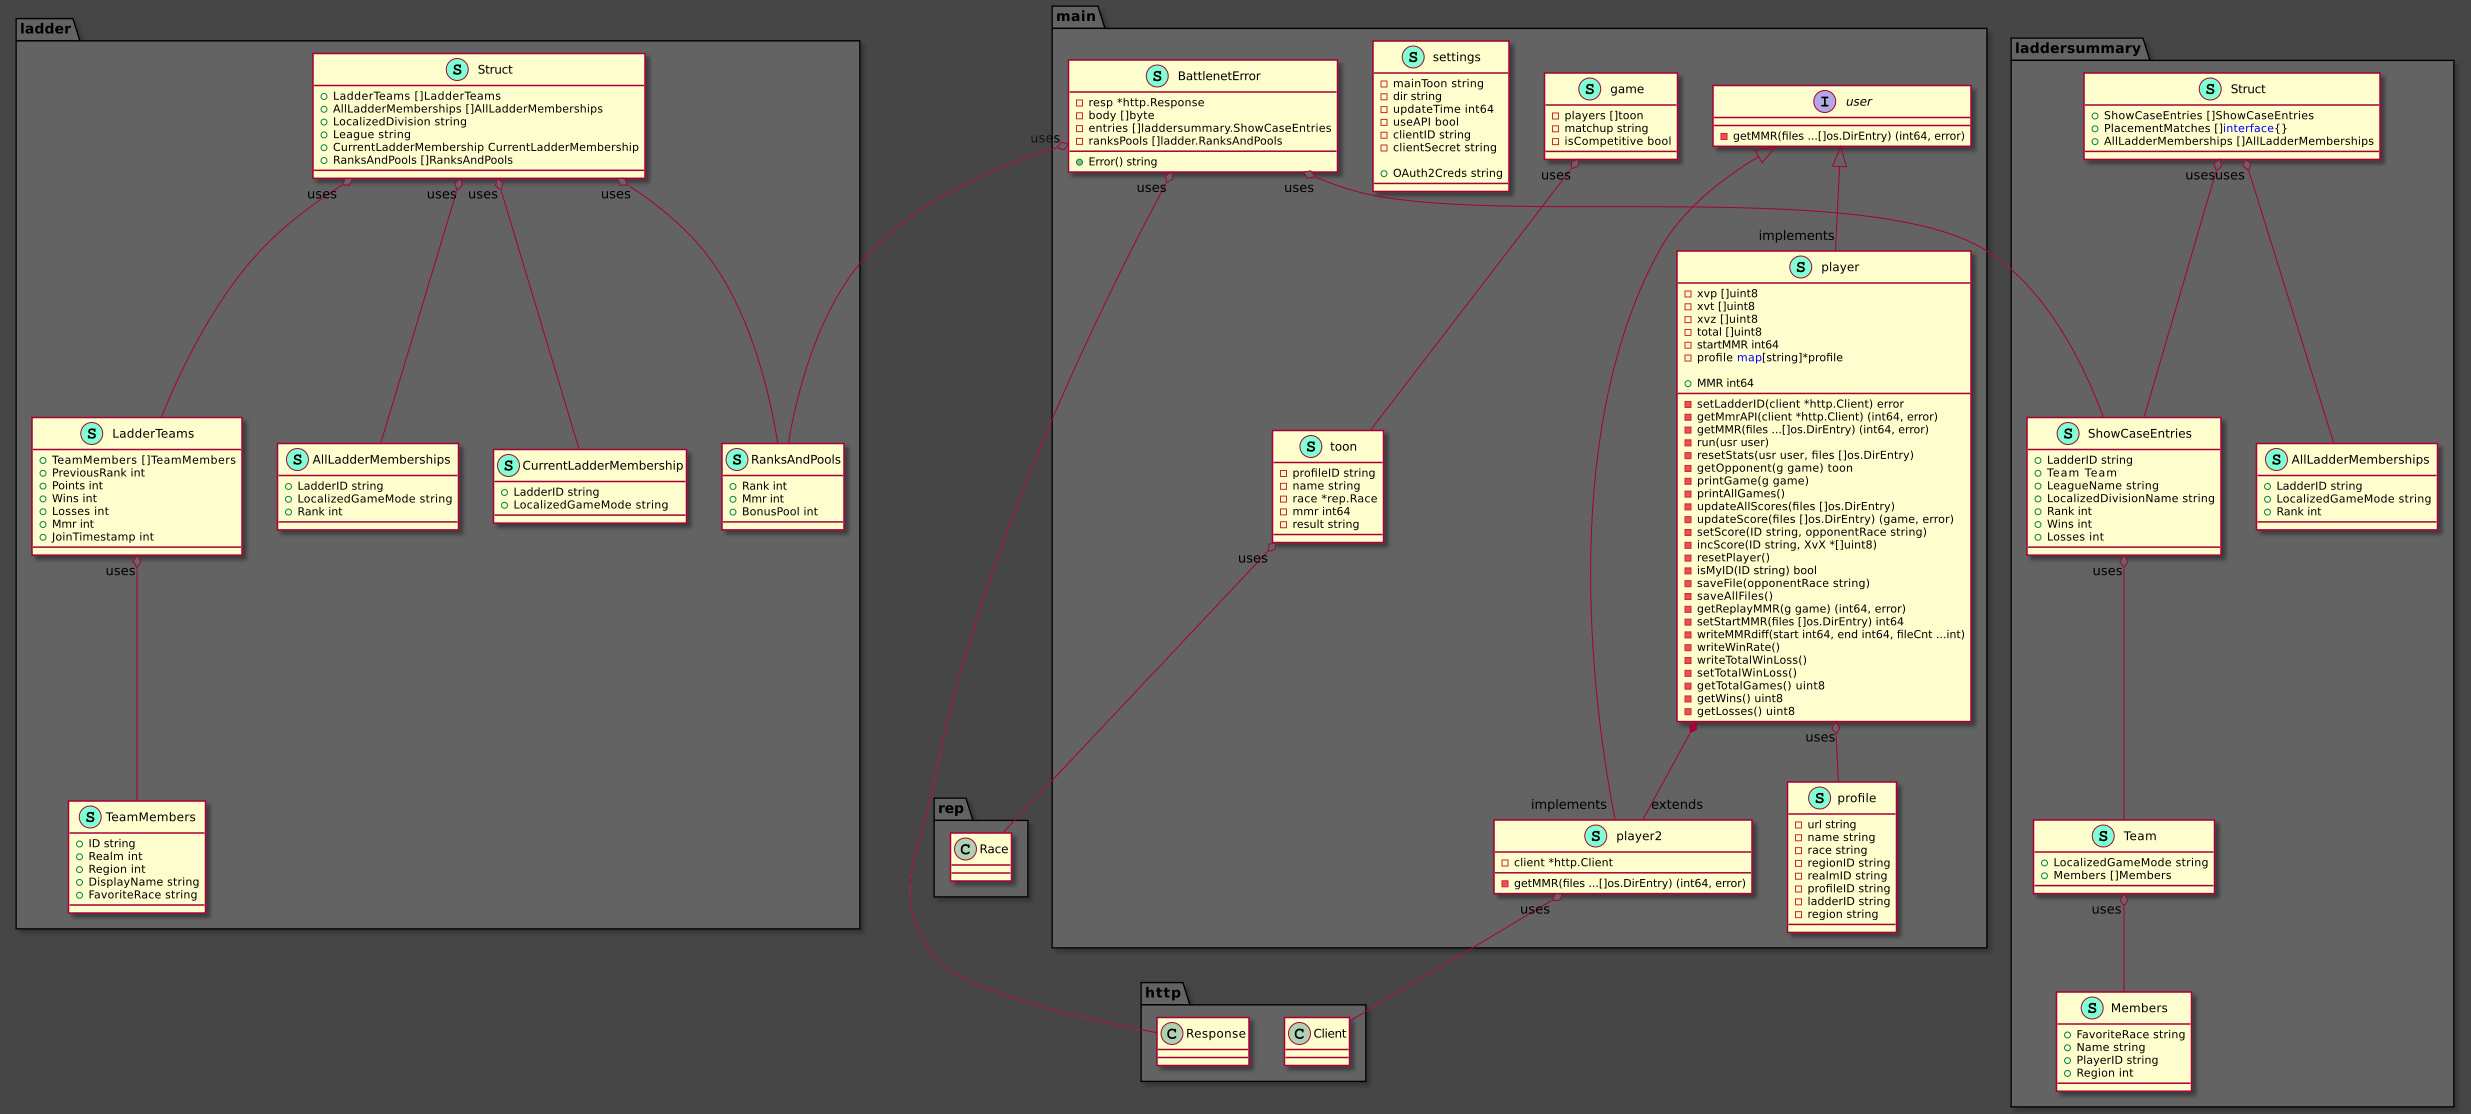 ladder
S Struct
LadderTeams []LadderTeams
AllLadderMemberships []AllLadderMemberships
LocalizedDivision string
League string
CurrentLadderMembership CurrentLadderMembership
RanksAndPools []RanksAndPools
uses
uses
uses
uses
S LadderTeams
TeamMembers []TeamMembers
PreviousRank int
Points int
Wins int
Losses int
Mmr int
JoinTimestamp int
uses
S AllLadderMemberships
LadderID string
LocalizedGameMode string
Rank int
S CurrentLadderMembership
LadderID string
LocalizedGameMode string
S RanksAndPools
Rank int
Mmr int
BonusPool int
S TeamMembers
ID string
Realm int
Region int
DisplayName string
FavoriteRace string
main
S BattlenetError
resp *http.Response
body []byte
entries []laddersummary.ShowCaseEntries
ranksPools []ladder.RanksAndPools
Error() string
uses
uses
uses
S settings
mainToon string
dir string
updateTime int64
useAPI bool
clientID string
clientSecret string
OAuth2Creds string
S game
players []toon
matchup string
isCompetitive bool
uses
I user
getMMR(files ...[]os.DirEntry) (int64, error)
implements
S player
xvp []uint8
xvt []uint8
xvz []uint8
total []uint8
startMMR int64
profile map[string]*profile
MMR int64
setLadderID(client *http.Client) error
getMmrAPI(client *http.Client) (int64, error)
getMMR(files ...[]os.DirEntry) (int64, error)
run(usr user)
resetStats(usr user, files []os.DirEntry)
getOpponent(g game) toon
printGame(g game)
printAllGames()
updateAllScores(files []os.DirEntry)
updateScore(files []os.DirEntry) (game, error)
setScore(ID string, opponentRace string)
incScore(ID string, XvX *[]uint8)
resetPlayer()
isMyID(ID string) bool
saveFile(opponentRace string)
saveAllFiles()
getReplayMMR(g game) (int64, error)
setStartMMR(files []os.DirEntry) int64
writeMMRdiff(start int64, end int64, fileCnt ...int)
writeWinRate()
writeTotalWinLoss()
setTotalWinLoss()
getTotalGames() uint8
getWins() uint8
getLosses() uint8
uses
S toon
profileID string
name string
race *rep.Race
mmr int64
result string
uses
implements
extends
S player2
client *http.Client
getMMR(files ...[]os.DirEntry) (int64, error)
uses
S profile
url string
name string
race string
regionID string
realmID string
profileID string
ladderID string
region string
rep
C Race
http
C Response
C Client
laddersummary
S Struct
ShowCaseEntries []ShowCaseEntries
PlacementMatches []interface{}
AllLadderMemberships []AllLadderMemberships
uses
uses
S ShowCaseEntries
LadderID string
Team Team
LeagueName string
LocalizedDivisionName string
Rank int
Wins int
Losses int
uses
S AllLadderMemberships
LadderID string
LocalizedGameMode string
Rank int
S Team
LocalizedGameMode string
Members []Members
uses
S Members
FavoriteRace string
Name string
PlayerID string
Region int